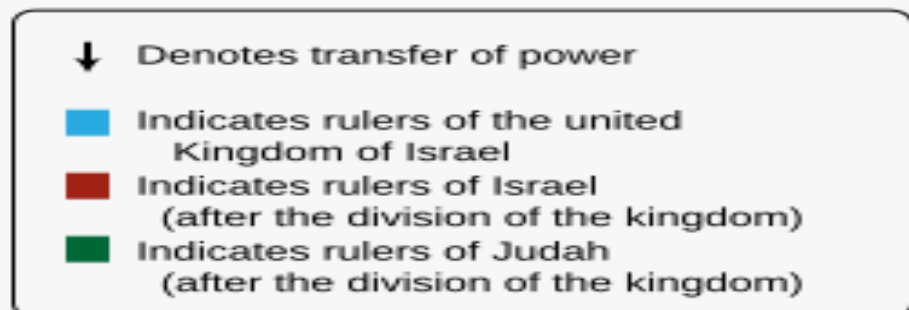 Denotes transfer of power
Indicates rulers of the united
Kingdom of Israel
Indicates rulers of Israel
(after the division of the kingdom)
Indicates rulers of Judah
(after the division of the kingdom)